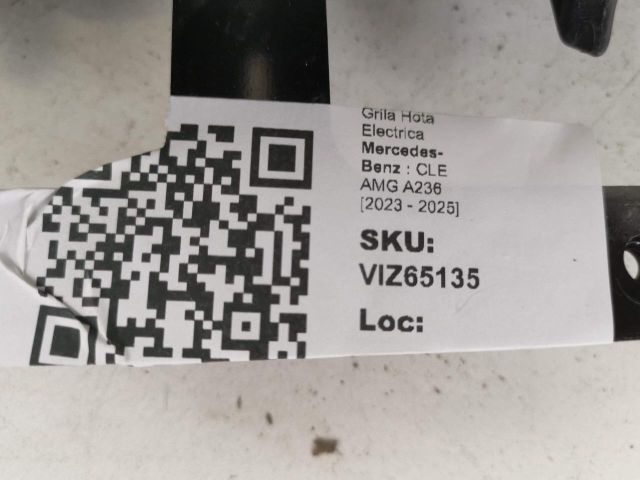 Grila Hota
Electrica
Mercedes-
Benz : CLE
AMG A236
[2023 - 2025]
SKU:
VIZ65135
Loc: